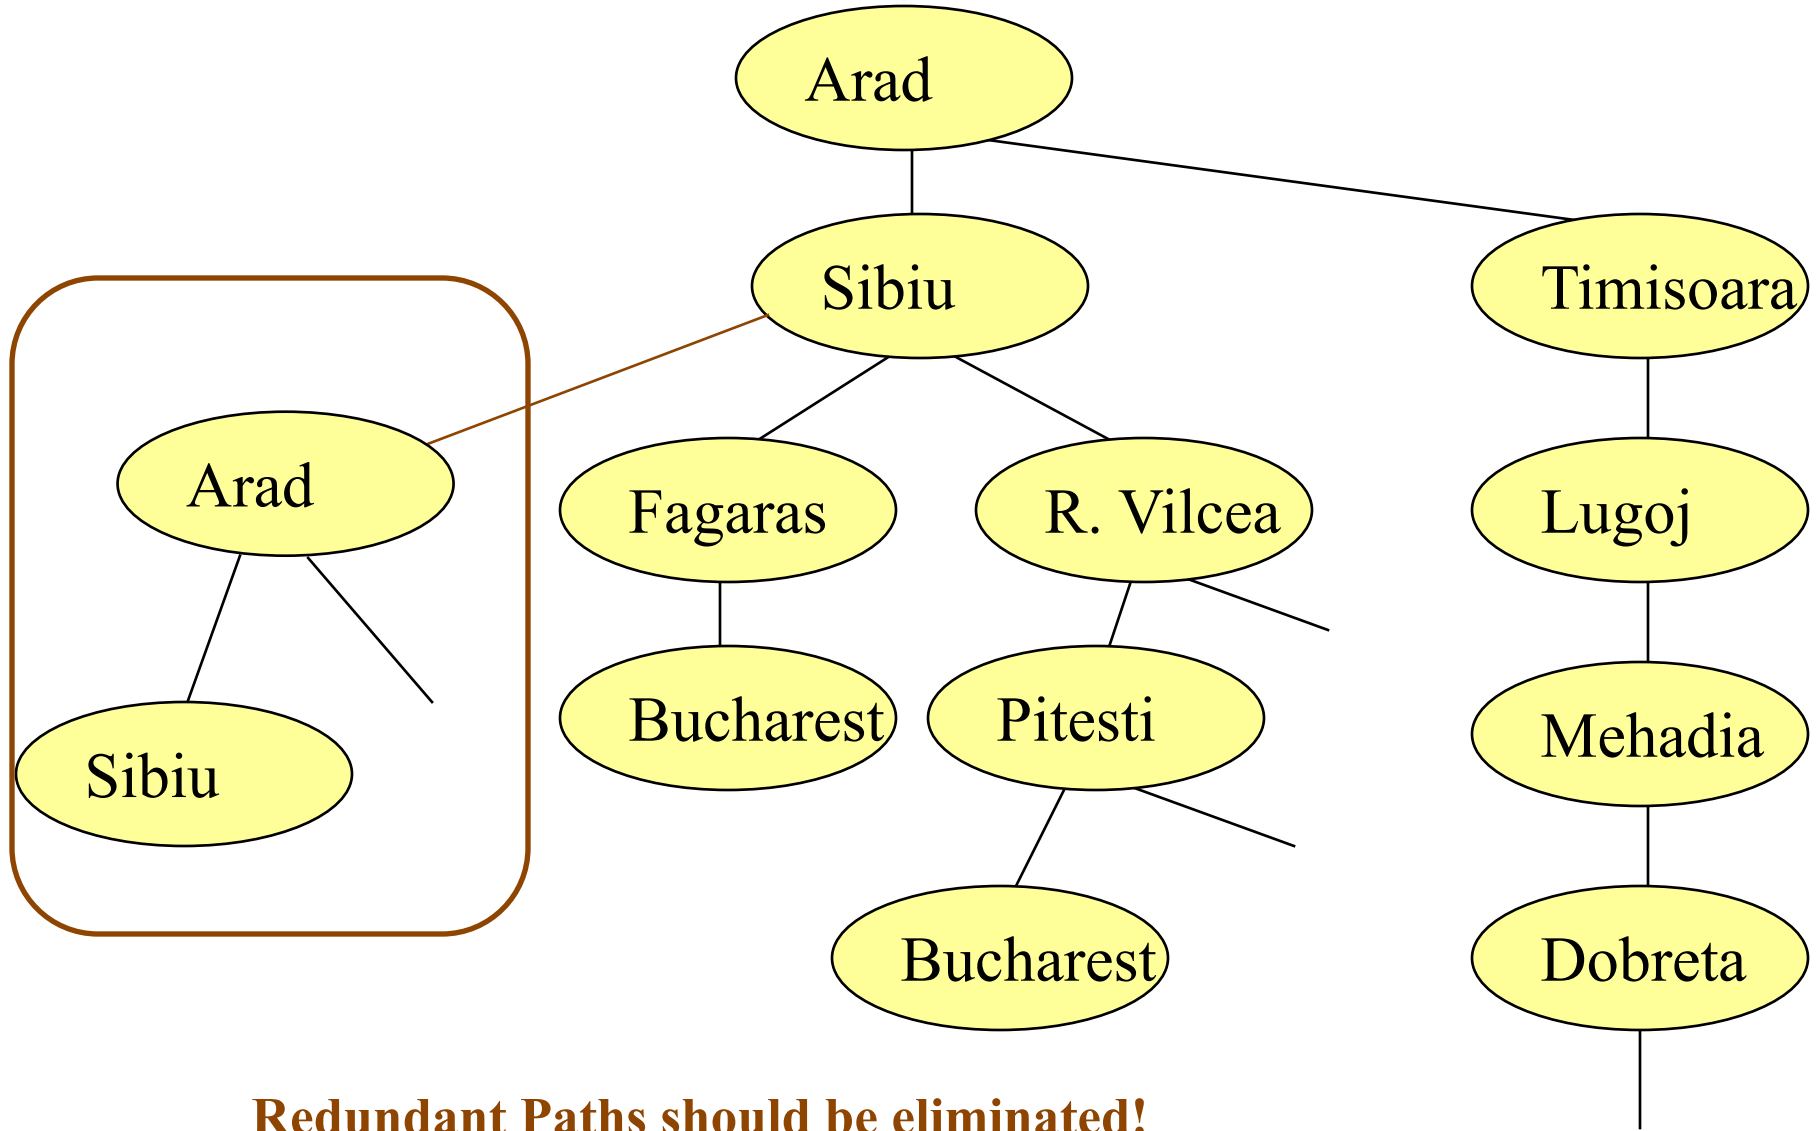 Arad
Sibiu
Timisoara
Arad
Fagaras
R. Vilcea
Lugoj
Sibiu
Bucharest
Pitesti
Mehadia
Bucharest
Dobreta
Redundant Paths should be eliminated!